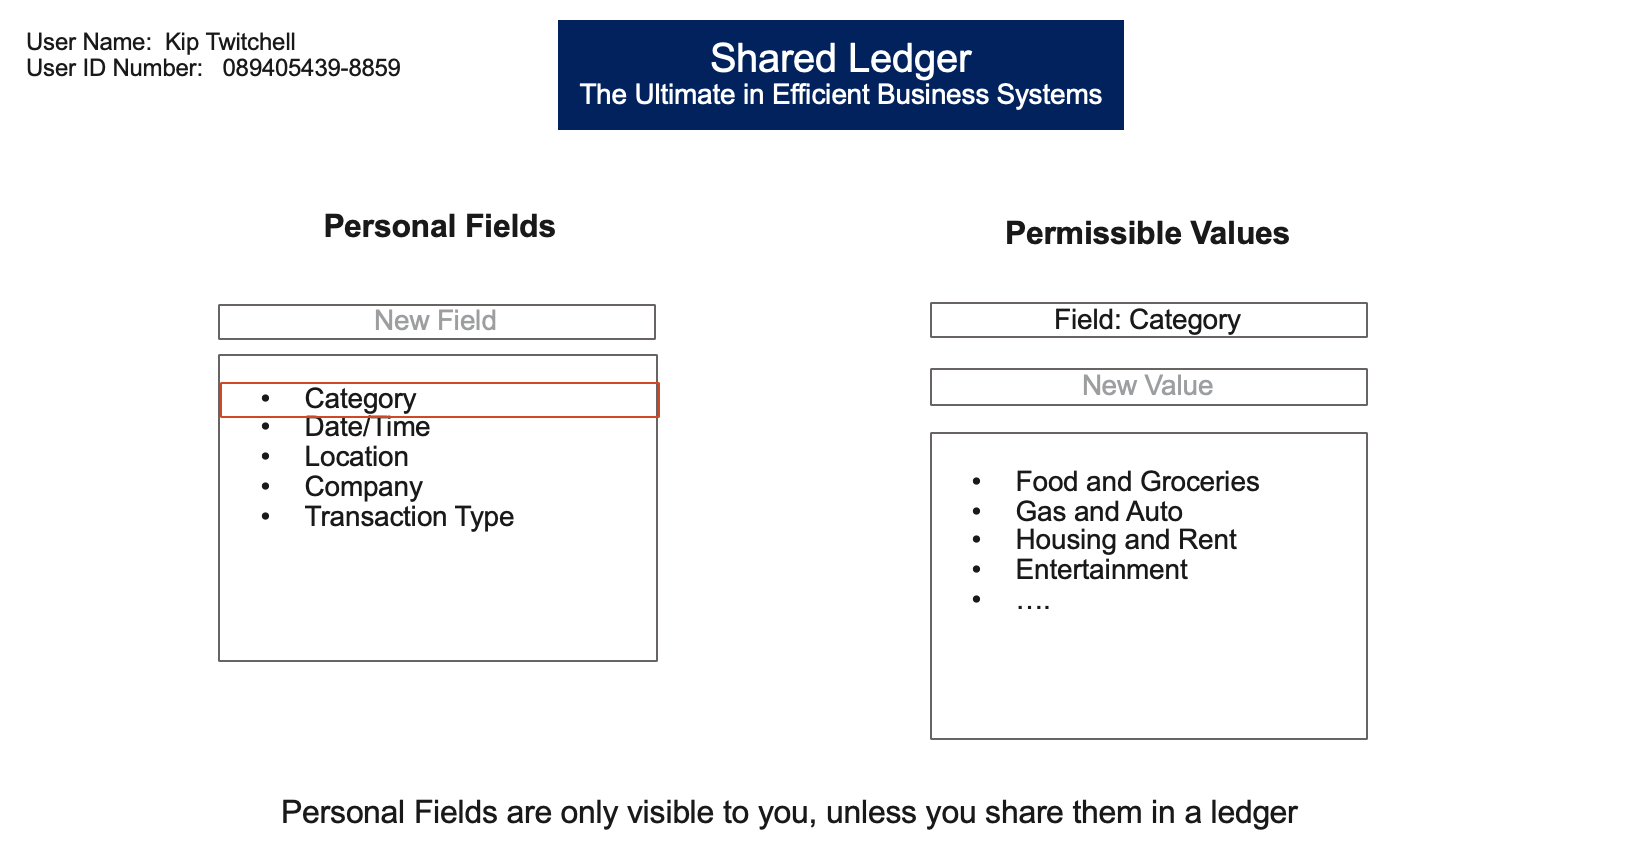 User Name: Kip Twitchell
User ID Number: 089405439-8859
Shared Ledger
The Ultimate in Efficient Business Systems
Personal Fields
New Field
• Category
• Date/Time
• Location
• Company
• Transaction Type
Permissible Values
Field: Category
New Value
• Food and Groceries
• Gas and Auto
• Housing and Rent
• Entertainment
• ....
Personal Fields are only visible to you, unless you share them in a ledger